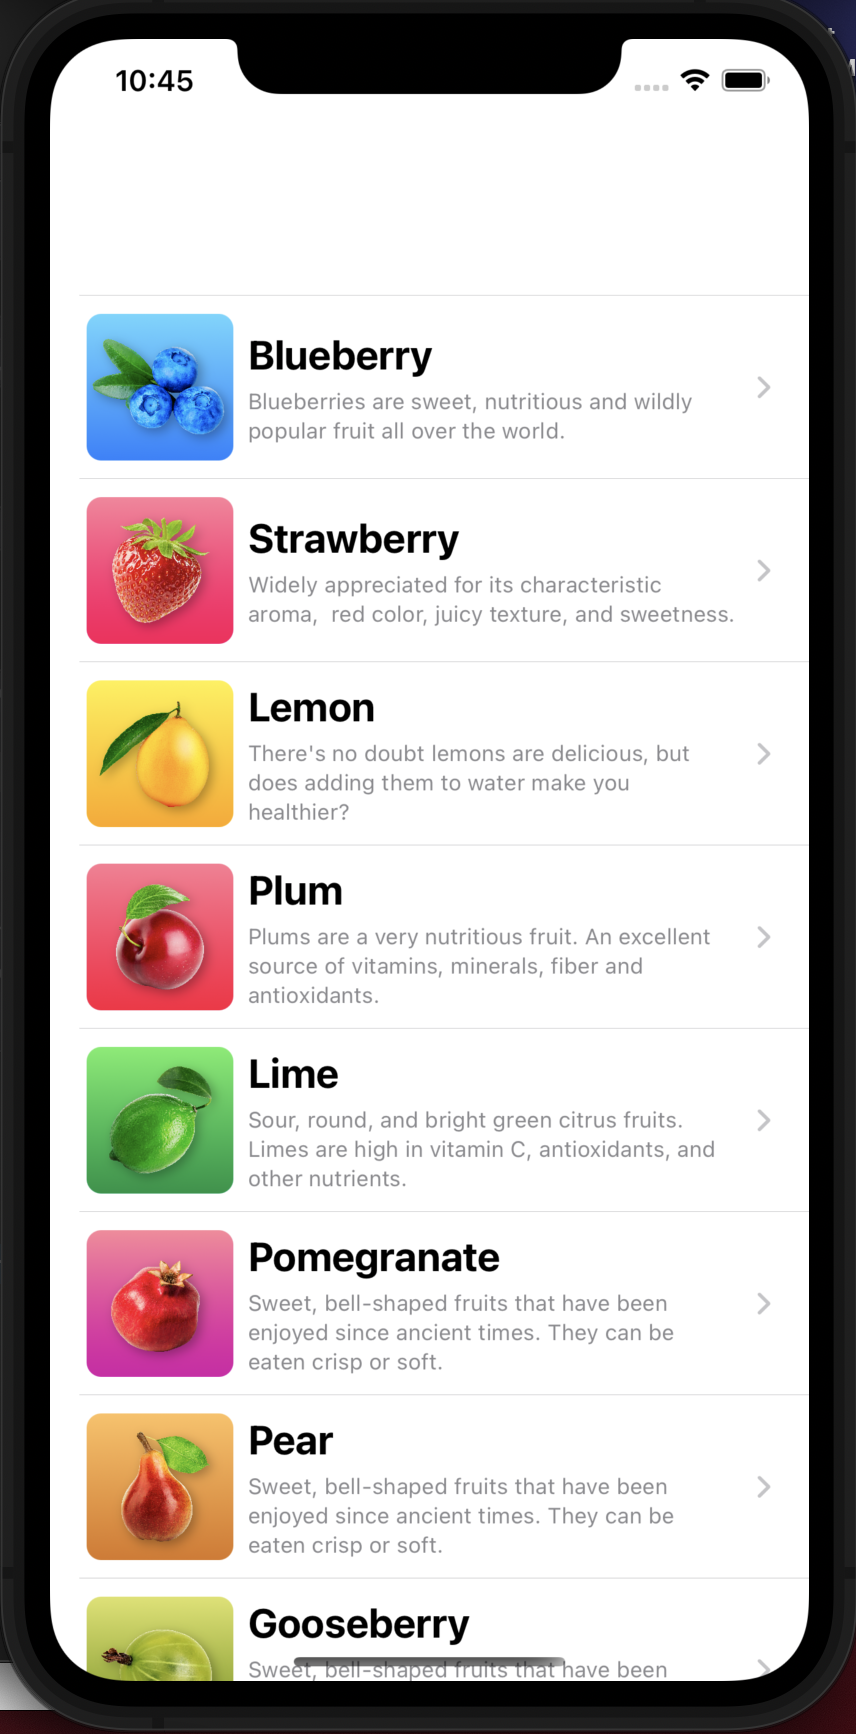 10:45
Blueberry
Blueberries are sweet, nutritious and wildly
popular fruit all over the world.
Strawberry
Widely appreciated for its characteristic
aroma,  red color, juicy texture, and sweetness.
Lemon
There's no doubt lemons are delicious, but
does adding them to water make you
healthier?
Plum
Plums are a very nutritious fruit. An excellent
source of vitamins, minerals, fiber and
antioxidants.
Lime
Sour, round, and bright green citrus fruits.
Limes are high in vitamin C, antioxidants, and
other nutrients.
Pomegranate
Sweet, bell-shaped fruits that have been
enjoyed since ancient times. They can be
eaten crisp or soft.
Pear
Sweet, bell-shaped fruits that have been
enjoyed since ancient times. They can be
eaten crisp or soft.
Gooseberry
Sweet, bell-shaped fruits that have been